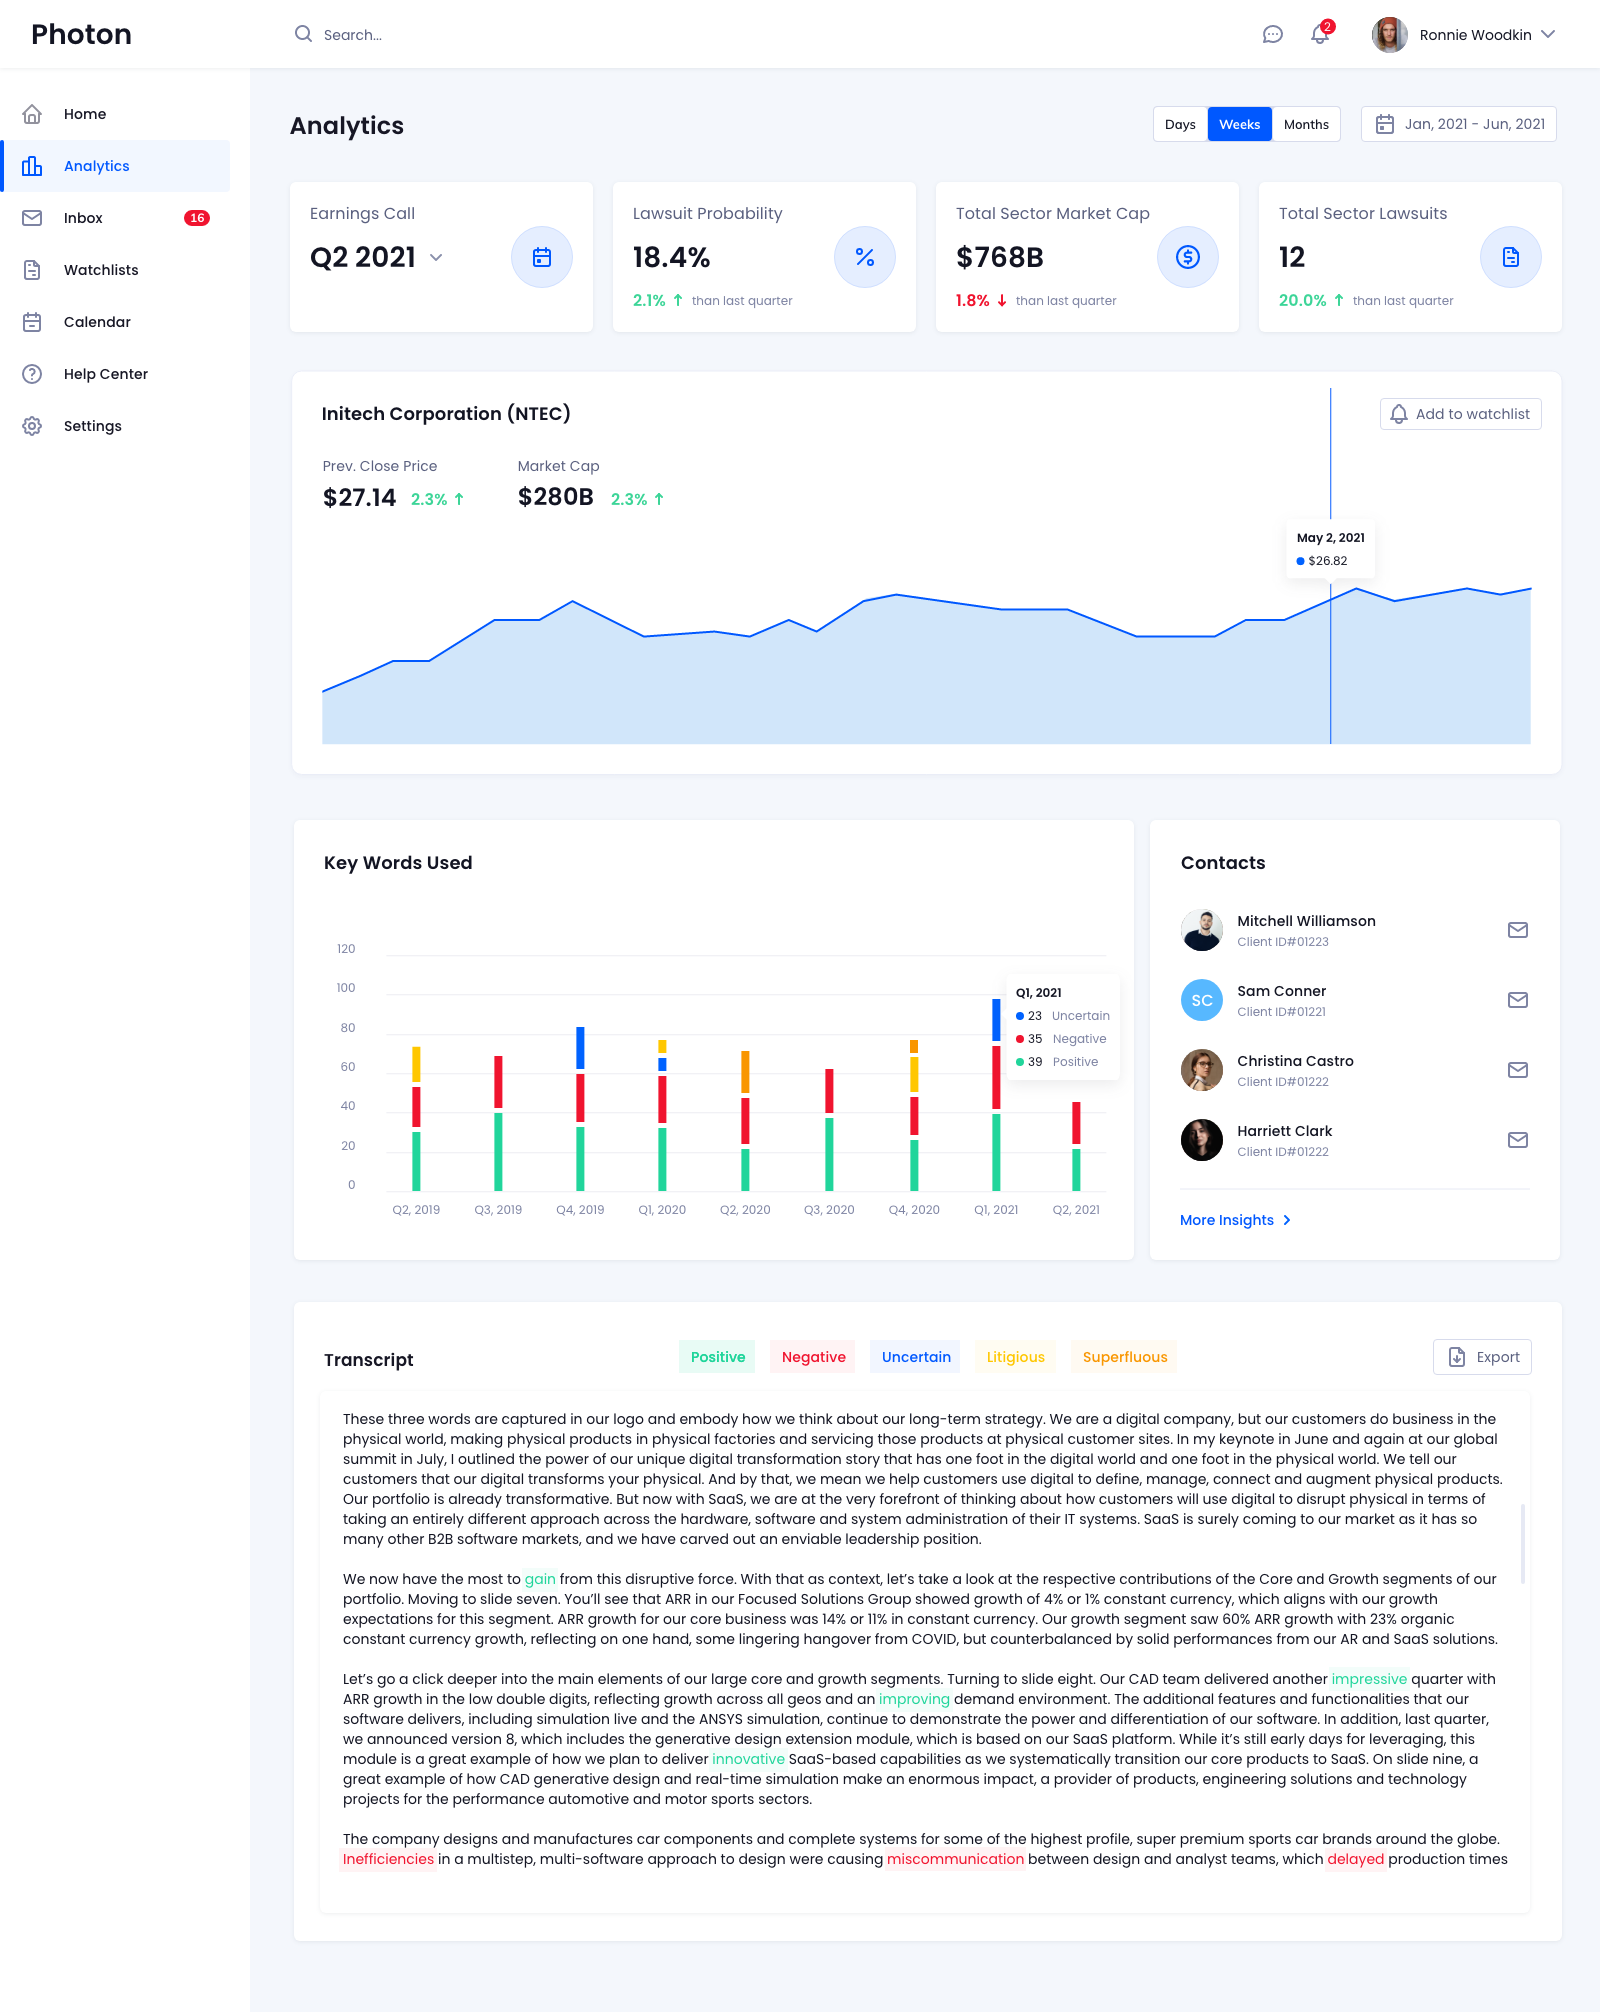 Photon
Search...
2
Ronnie Woodkin
Home
Analytics
Inbox
16
Watchlists
Calendar
Help Center
Settings
Analytics
Days Weeks Months
Jan, 2021 - Jun, 2021
Earnings Call
Q2 2021
Lawsuit Probability
18.4%
2.1% ↑ than last quarter
Total Sector Market Cap
$768B
1.8% ↓ than last quarter
Total Sector Lawsuits
12
20.0% ↑ than last quarter
Initech Corporation (NTEC)
Add to watchlist
Prev. Close Price
$27.14 2.3% ↑
Market Cap
$280B 2.3% ↑
May 2, 2021
$26.82
Key Words Used
120
100
80
60
40
20
0
Q1, 2021
23 Uncertain
35 Negative
39 Positive
Q2, 2019 Q3, 2019 Q4, 2019 Q1, 2020 Q2, 2020 Q3, 2020 Q4, 2020 Q1, 2021 Q2, 2021
Contacts
Mitchell Williamson
Client ID#01223
SC
Sam Conner
Client ID#01221
Christina Castro
Client ID#01222
Harriett Clark
Client ID#01222
More Insights
Transcript
Positive Negative Uncertain Litigious Superfluous
Export
These three words are captured in our logo and embody how we think about our long-term strategy. We are a digital company, but our customers do business in the
physical world, making physical products in physical factories and servicing those products at physical customer sites. In my keynote in June and again at our global
summit in July, I outlined the power of our unique digital transformation story that has one foot in the digital world and one foot in the physical world. We tell our
customers that our digital transforms your physical. And by that, we mean we help customers use digital to define, manage, connect and augment physical products.
Our portfolio is already transformative. But now with SaaS, we are at the very forefront of thinking about how customers will use digital to disrupt physical in terms of
taking an entirely different approach across the hardware, software and system administration of their IT systems. SaaS is surely coming to our market as it has so
many other B2B software markets, and we have carved out an enviable leadership position.
We now have the most to gain from this disruptive force. With that as context, let's take a look at the respective contributions of the Core and Growth segments of our
portfolio. Moving to slide seven. You'll see that ARR in our Focused Solutions Group showed growth of 4% or 1% constant currency, which aligns with our growth
expectations for this segment. ARR growth for our core business was 14% or 11% in constant currency. Our growth segment saw 60% ARR growth with 23% organic
constant currency growth, reflecting on one hand, some lingering hangover from COVID, but counterbalanced by solid performances from our AR and SaaS solutions.
Let's go a click deeper into the main elements of our large core and growth segments. Turning to slide eight. Our CAD team delivered another impressive quarter with
ARR growth in the low double digits, reflecting growth across all geos and an improving demand environment. The additional features and functionalities that our
software delivers, including simulation live and the ANSYS simulation, continue to demonstrate the power and differentiation of our software. In addition, last quarter,
we announced version 8, which includes the generative design extension module, which is based on our SaaS platform. While it's still early days for leveraging, this
module is a great example of how we plan to deliver innovative SaaS-based capabilities as we systematically transition our core products to SaaS. On slide nine, a
great example of how CAD generative design and real-time simulation make an enormous impact, a provider of products, engineering solutions and technology
projects for the performance automotive and motor sports sectors.
The company designs and manufactures car components and complete systems for some of the highest profile, super premium sports car brands around the globe.
Inefficiencies in a multistep, multi-software approach to design were causing miscommunication between design and analyst teams, which delayed production times